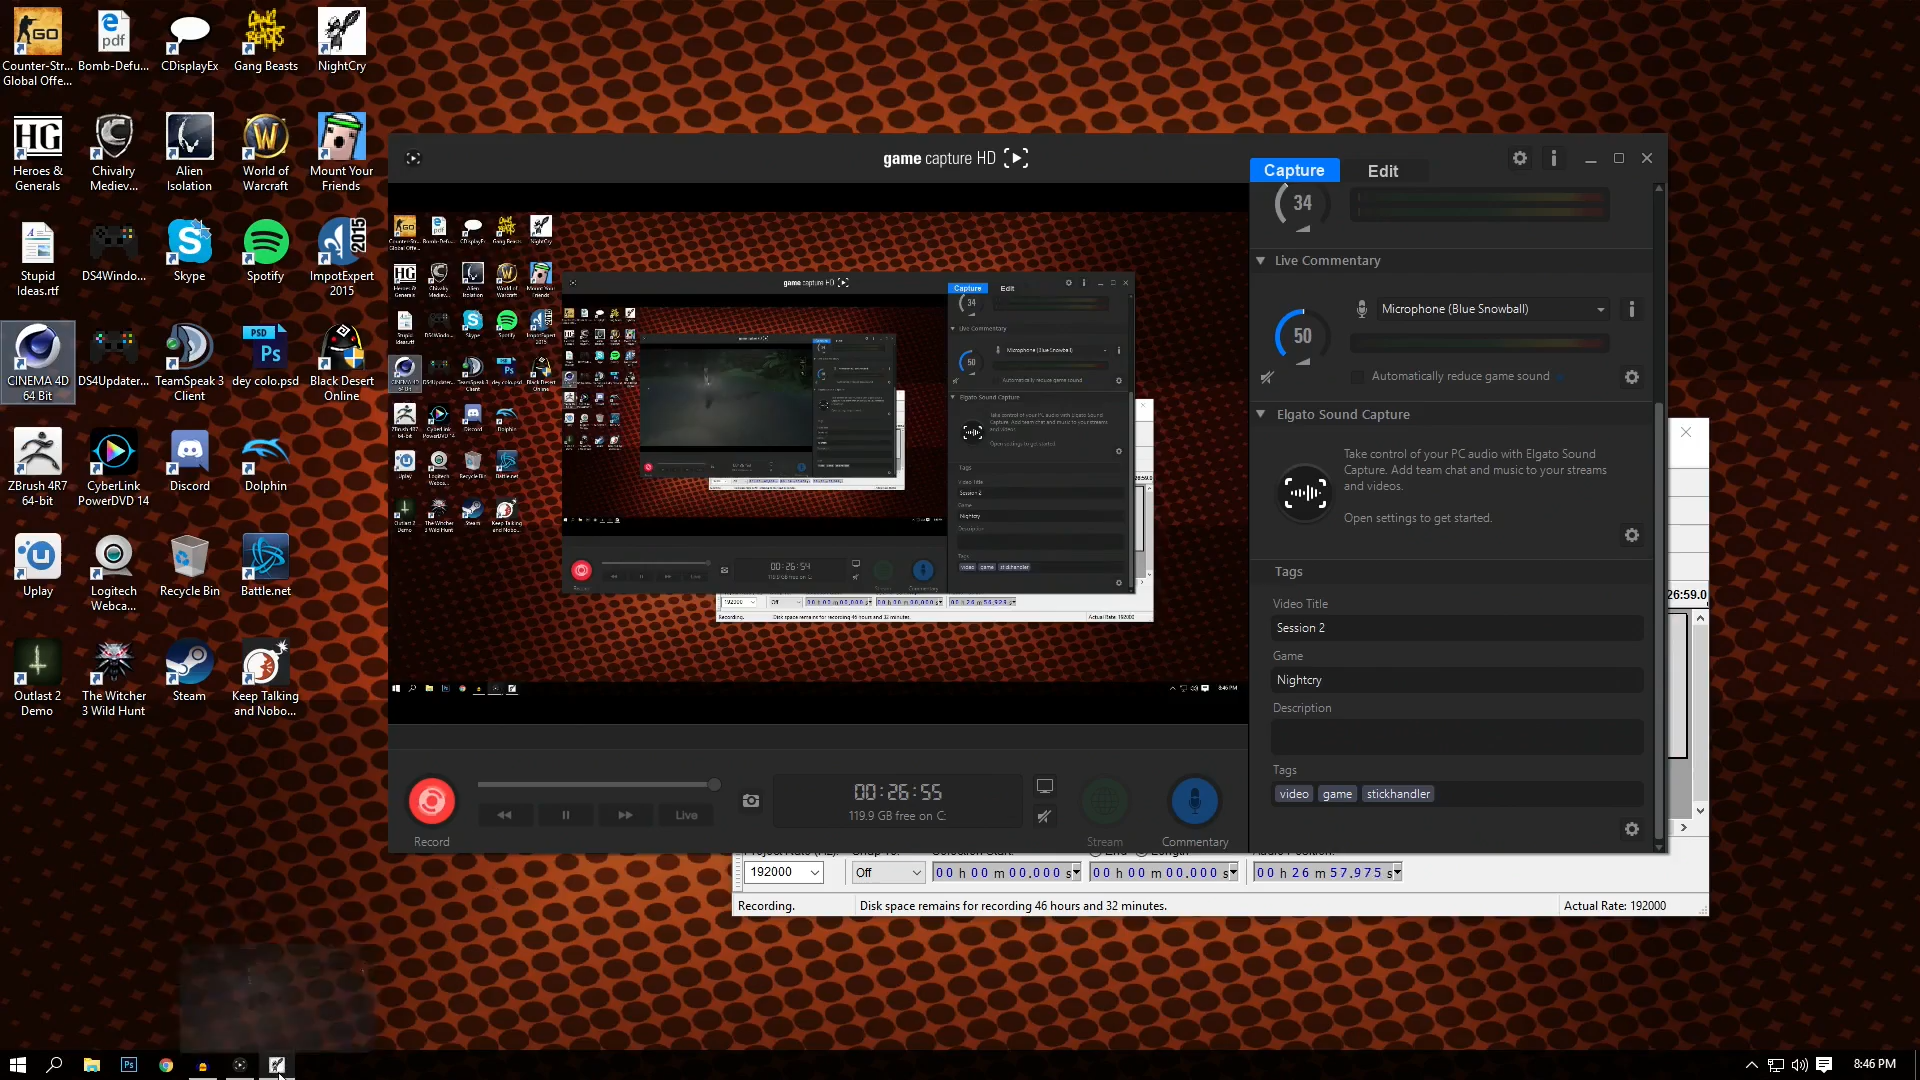 Counter-Str...
Global Offe...
Bomb-Defu...
CDisplayEx
Gang Beasts
NightCry
Heroes &
Generals
Chivalry
Mediev...
Alien
Isolation
World of
Warcraft
Mount Your
Friends
Stupid
Ideas.rtf
DS4Windo...
Skype
Spotify
ImpotExpert
2015
CINEMA 4D
64 Bit
DS4Updater...
TeamSpeak 3
Client
dey colo.psd
Black Desert
Online
ZBrush 4R7
64-bit
CyberLink
PowerDVD 14
Discord
Dolphin
Uplay
Logitech
Webca...
Recycle Bin
Battle.net
Outlast 2
Demo
The Witcher
3 Wild Hunt
Steam
Keep Talking
and Nobo...
game capture HD
Capture
Edit
34
Live Commentary
50
Microphone (Blue Snowball)
Automatically reduce game sound
Elgato Sound Capture
Take control of your PC audio with Elgato Sound
Capture. Add team chat and music to your streams
and videos.
Open settings to get started.
Tags
Video Title
Session 2
Game
Nightcry
Description
Tags
video game stickhandler
00:26:55
119.9 GB free on C:
Live
Record
Stream
Commentary
26:59.0
192000
Off
00 h 00 m 00.000 s
00 h 00 m 00.000 s
00 h 26 m 57.975 s
Recording.
Disk space remains for recording 46 hours and 32 minutes.
Actual Rate: 192000
8:46 PM